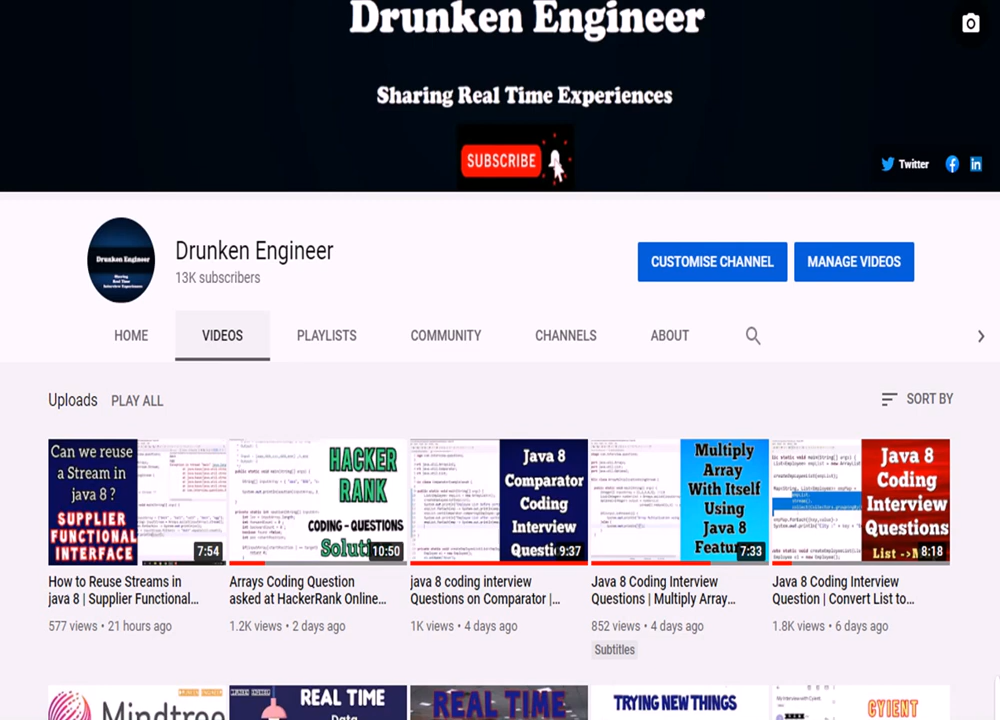 Drunken Engineer
Sharing Real Time Experiences
SUBSCRIBE
Twitter
Drunken Engineer
Drunken Engineer
13K subscribers
CUSTOMISE CHANNEL
MANAGE VIDEOS
HOME
VIDEOS
PLAYLISTS
COMMUNITY
CHANNELS
ABOUT
Uploads
PLAY ALL
SORT BY
Can we reuse
a Stream in
java 8 ?
SUPPLIER
FUNCTIONAL
INTERFACE
7:54
HACKER
RANK
CODING - QUESTIONS
10:50
Java 8
Comparator
Coding
Interview
9:37
Multiply
Array
With Itself
Using
Java 8
7:33
Java 8
Coding
Interview
Questions
List ->
8:18
How to Reuse Streams in
java 8 | Supplier Functional...
577 views • 21 hours ago
Arrays Coding Question
asked at HackerRank Online...
1.2K views • 2 days ago
java 8 coding interview
Questions on Comparator |...
1K views • 4 days ago
Java 8 Coding Interview
Questions | Multiply Array...
852 views • 4 days ago
Subtitles
Java 8 Coding Interview
Question | Convert List to...
1.8K views • 6 days ago
Mindtree
REAL TIME
Data
REAL TIME
TRYING NEW THINGS
CYIENT